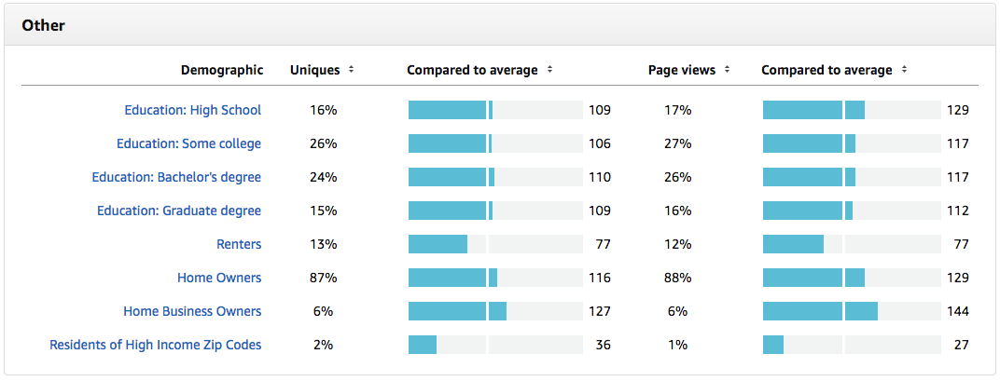 Other
Demographic Uniques Compared to average Page views Compared to average
Education: High School 16% 109 17% 129
Education: Some college 26% 106 27% 117
Education: Bachelor's degree 24% 110 26% 117
Education: Graduate degree 15% 109 16% 112
Renters 13% 77 12% 77
Home Owners 87% 116 88% 129
Home Business Owners 6% 127 6% 144
Residents of High Income Zip Codes 2% 36 1% 27